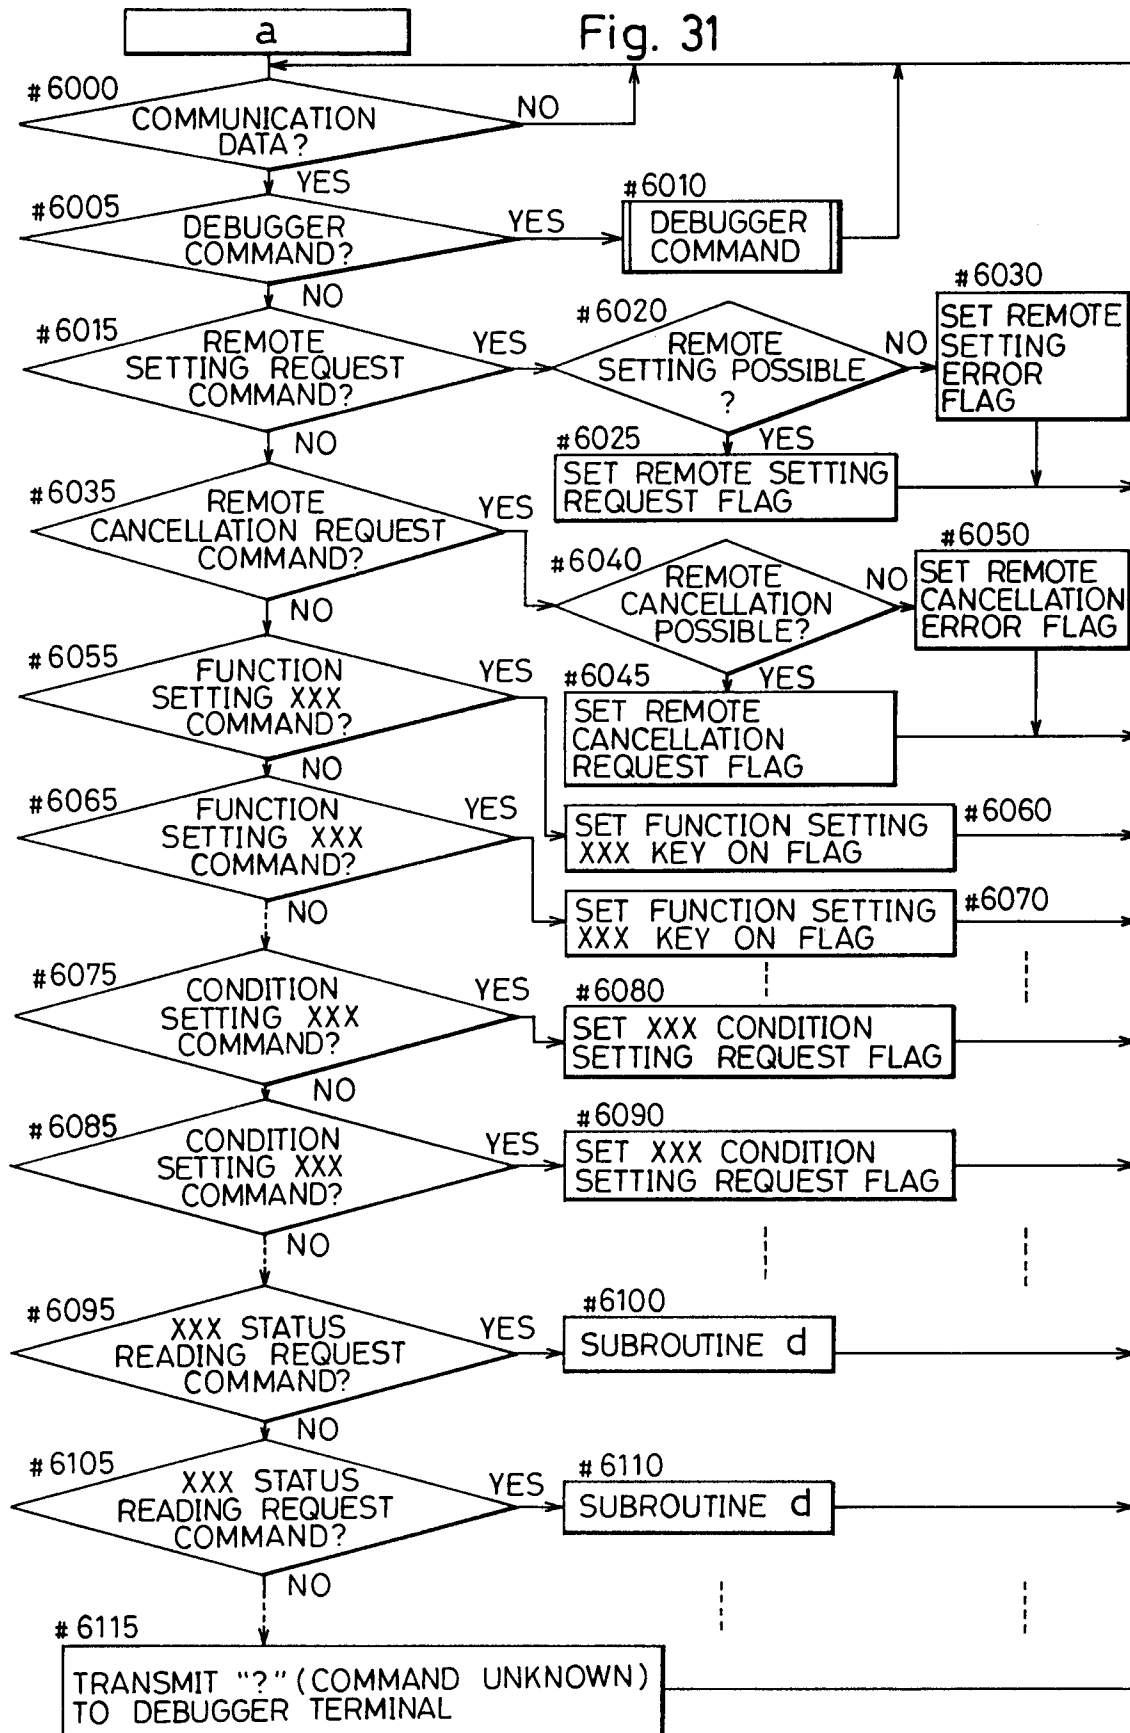 Fig. 31
a
#6000
COMMUNICATION
DATA?
NO
YES
#6005
DEBUGGER
COMMAND?
YES
#6010
DEBUGGER
COMMAND
NO
#6015
REMOTE
SETTING REQUEST
COMMAND?
YES
#6020
REMOTE
SETTING POSSIBLE
?
NO
#6030
SET REMOTE
SETTING
ERROR
FLAG
YES
#6025
SET REMOTE SETTING
REQUEST FLAG
NO
#6035
REMOTE
CANCELLATION REQUEST
COMMAND?
YES
#6040
REMOTE
CANCELLATION
POSSIBLE?
NO
#6050
SET REMOTE
CANCELLATION
ERROR FLAG
YES
#6045
SET REMOTE
CANCELLATION
REQUEST FLAG
NO
#6055
FUNCTION
SETTING XXX
COMMAND?
YES
#6060
SET FUNCTION SETTING
XXX KEY ON FLAG
NO
#6065
FUNCTION
SETTING XXX
COMMAND?
YES
#6070
SET FUNCTION SETTING
XXX KEY ON FLAG
NO
#6075
CONDITION
SETTING XXX
COMMAND?
YES
#6080
SET XXX CONDITION
SETTING REQUEST FLAG
NO
#6085
CONDITION
SETTING XXX
COMMAND?
YES
#6090
SET XXX CONDITION
SETTING REQUEST FLAG
NO
#6095
XXX STATUS
READING REQUEST
COMMAND?
YES
#6100
SUBROUTINE d
NO
#6105
XXX STATUS
READING REQUEST
COMMAND?
YES
#6110
SUBROUTINE d
NO
#6115
TRANSMIT "?" (COMMAND UNKNOWN)
TO DEBUGGER TERMINAL